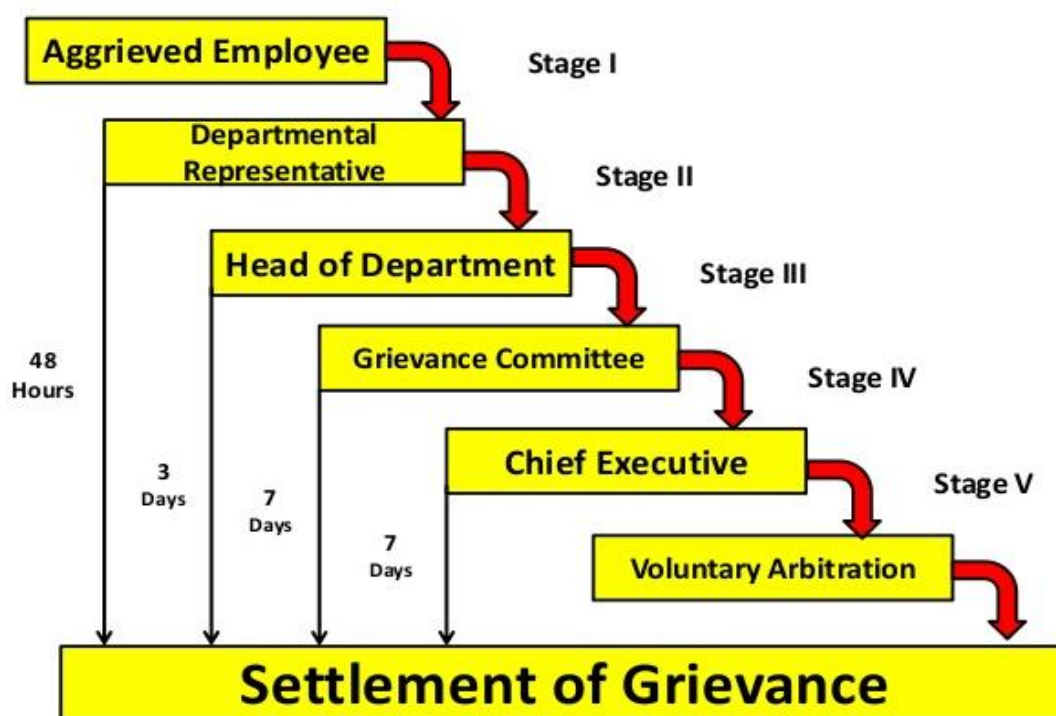 Aggrieved Employee
Stage I
Departmental
Representative
Stage II
Head of Department
Stage III
48
Hours
Grievance Committee
Stage IV
Chief Executive
3
Days
7
Days
Stage V
7
Days
Voluntary Arbitration
Settlement of Grievance